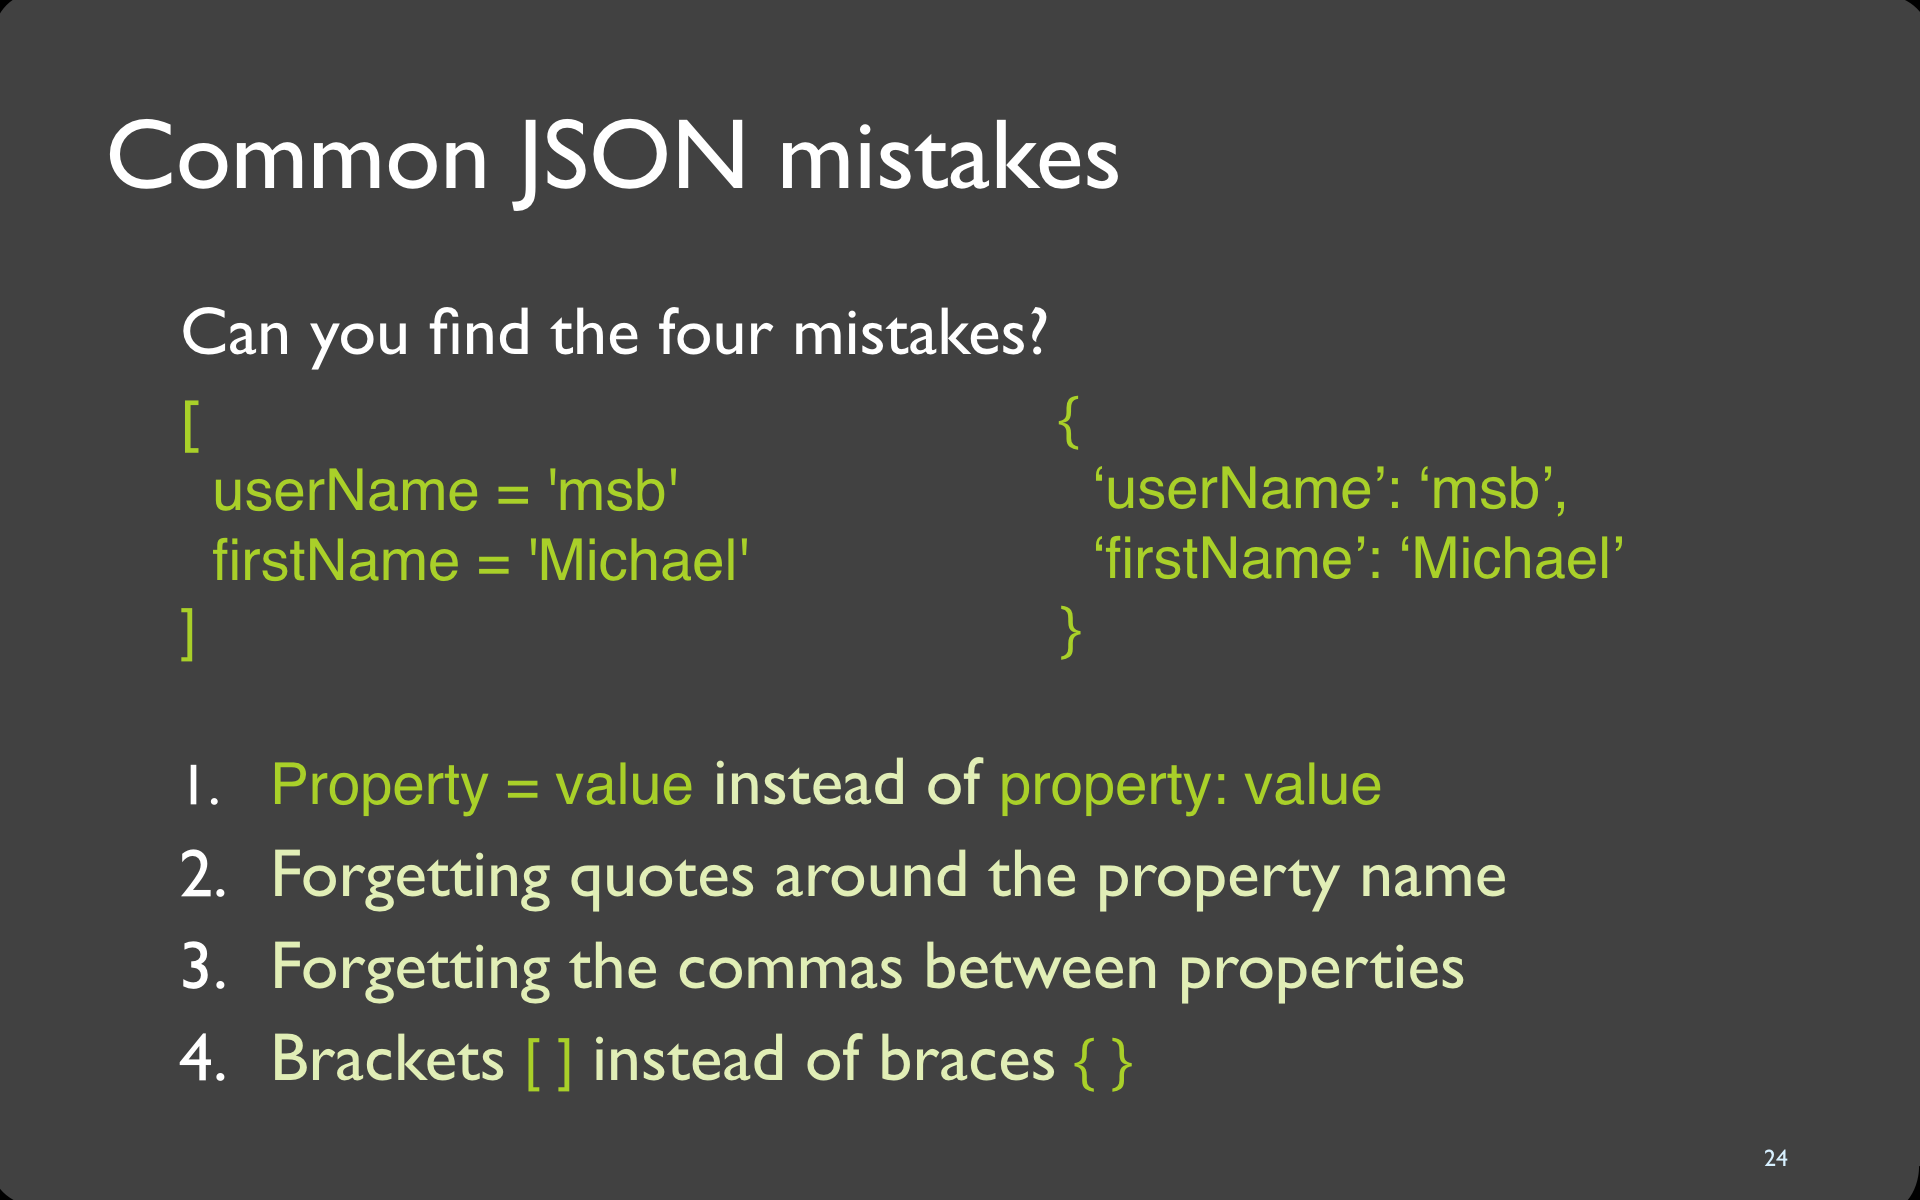 Common JSON mistakes
Can you find the four mistakes?
[
userName = 'msb'
firstName = 'Michael'
]
{
‘userName’: ‘msb’,
‘firstName’: ‘Michael’
}
1. Property = value instead of property: value
2. Forgetting quotes around the property name
3. Forgetting the commas between properties
4. Brackets [ ] instead of braces { }
24